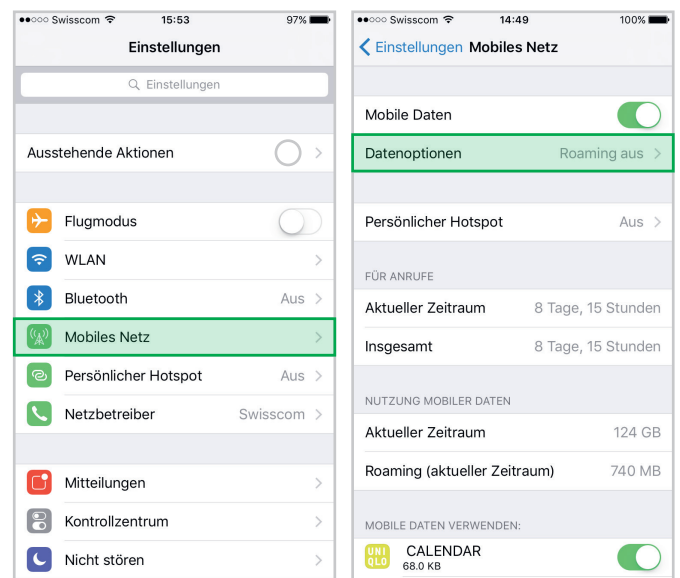 Swisscom 15:53 97%
Einstellungen
Einstellungen
Ausstehende Aktionen
Flugmodus
WLAN
Bluetooth Aus
Mobiles Netz
Persönlicher Hotspot Aus
Netzbetreiber Swisscom
Mitteilungen
Kontrollzentrum
Nicht stören
Swisscom 14:49 100%
Einstellungen Mobiles Netz
Mobile Daten
Datenoptionen Roaming aus
Persönlicher Hotspot Aus
FÜR ANRUFE
Aktueller Zeitraum 8 Tage, 15 Stunden
Insgesamt 8 Tage, 15 Stunden
NUTZUNG MOBILER DATEN
Aktueller Zeitraum 124 GB
Roaming (aktueller Zeitraum) 740 MB
MOBILE DATEN VERWENDEN:
UNI
QLO
CALENDAR
68.0 KB